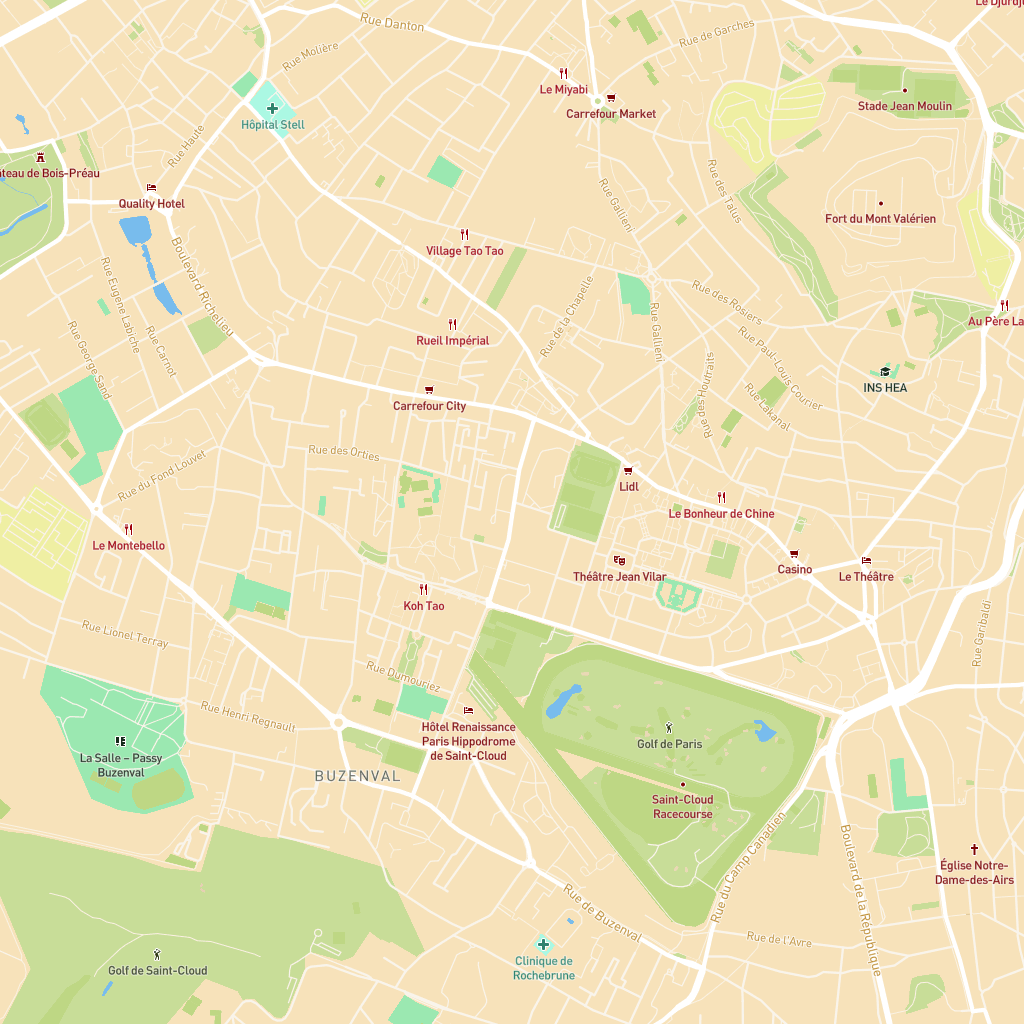 Le Djurdju
Rue Danton
Rue de Garches
Rue Molière
Le Miyabi
Carrefour Market
Stade Jean Moulin
Hôpital Stell
Rue Haute
âteau de Bois-Préau
Quality Hotel
Rue Gallieni
Rue des Talus
Fort du Mont Valérien
Village Tao Tao
Boulevard Richelieu
Rue Eugene Labiche
Rue de la Chapelle
Rue des Rosiers
Rue Gallieni
Au Père La
Rueil Impérial
Rue Carnot
Rue George Sand
Rue Paul-Louis Courier
INS HEA
Rue des Houtraits
Rue Lakanal
Carrefour City
Rue des Orties
Rue du Fond Louvet
Lidl
Le Bonheur de Chine
Le Montebello
Théâtre Jean Vilar
Casino
Le Théâtre
Koh Tao
Rue Lionel Terray
Rue Garibaldi
Rue Dumouriez
Rue Henri Regnault
Hôtel Renaissance
Paris Hippodrome
de Saint-Cloud
Golf de Paris
La Salle – Passy
Buzenval
BUZENVAL
Saint-Cloud
Racecourse
Rue du Camp Canadien
Boulevard de la République
Église Notre-
Dame-des-Airs
Rue de Buzenval
Rue de l'Avre
Clinique de
Rochebrune
Golf de Saint-Cloud